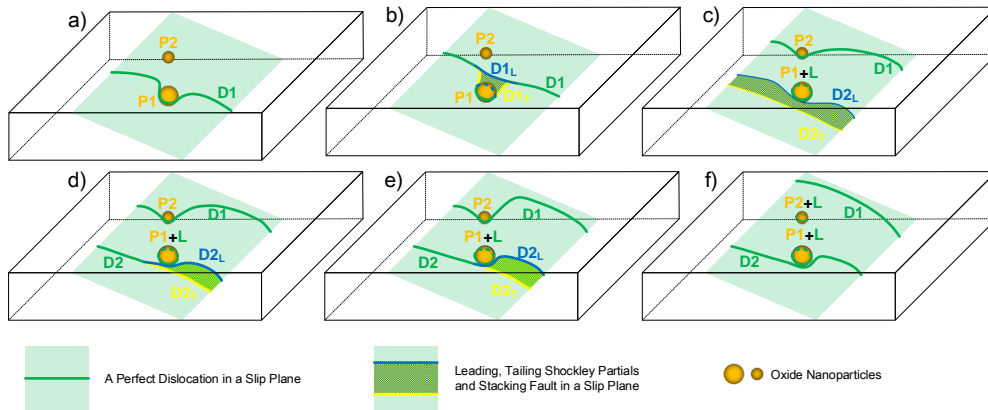 a)
P2
P1
D1
b)
P2
D1L
P1
D1T
D1
c)
P2
P1+L
D1
D2L
D2T
d)
P2
D1
P1+L
D2
D2L
D2T
e)
P2
D1
P1+L
D2
D2L
D2T
f)
P2+L
D1
P1+L
D2
A Perfect Dislocation in a Slip Plane
Leading, Tailing Shockley Partials
and Stacking Fault in a Slip Plane
Oxide Nanoparticles